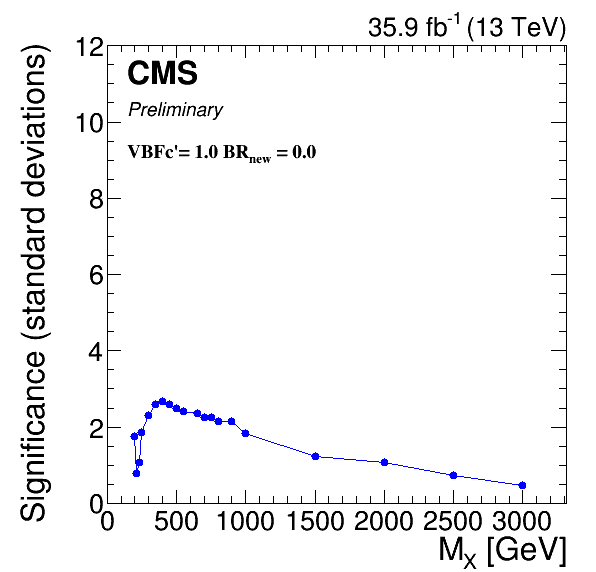 35.9 fb⁻¹ (13 TeV)
Significance (standard deviations)
12
10
8
6
4
2
0
CMS
Preliminary
VBFc'= 1.0 BRnew = 0.0
0 500 1000 1500 2000 2500 3000
MX [GeV]